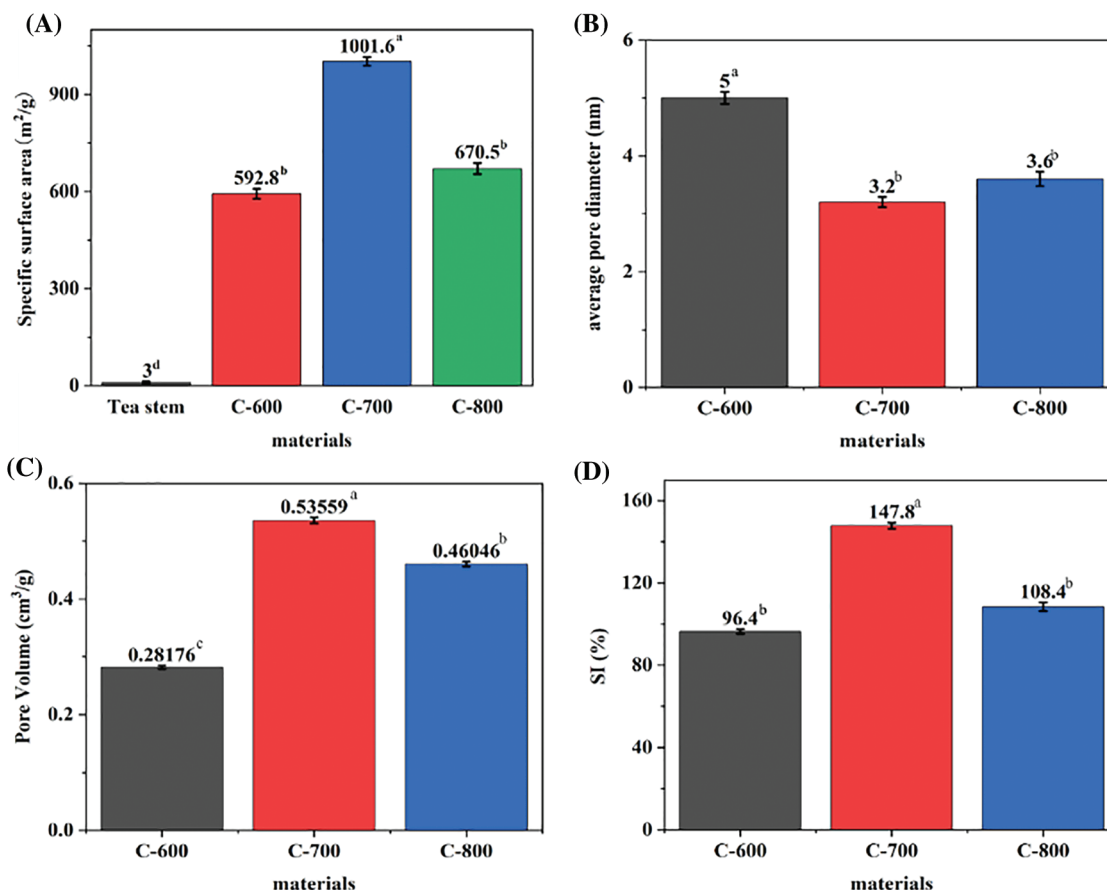 (A)
Specific surface area (m²/g)
900
600
300
0
3ᵈ
592.8ᵇ
1001.6ᵃ
670.5ᵇ
Tea stem C-600 C-700 C-800
materials
(B)
average pore diameter (nm)
6
4
2
0
5ᵃ
3.2ᵇ
3.6ᵇ
C-600 C-700 C-800
materials
(C)
Pore Volume (cm³/g)
0.6
0.4
0.2
0.0
0.28176ᶜ
0.53559ᵃ
0.46046ᵇ
C-600 C-700 C-800
materials
(D)
SI (%)
160
120
80
40
0
96.4ᵇ
147.8ᵃ
108.4ᵇ
C-600 C-700 C-800
materials